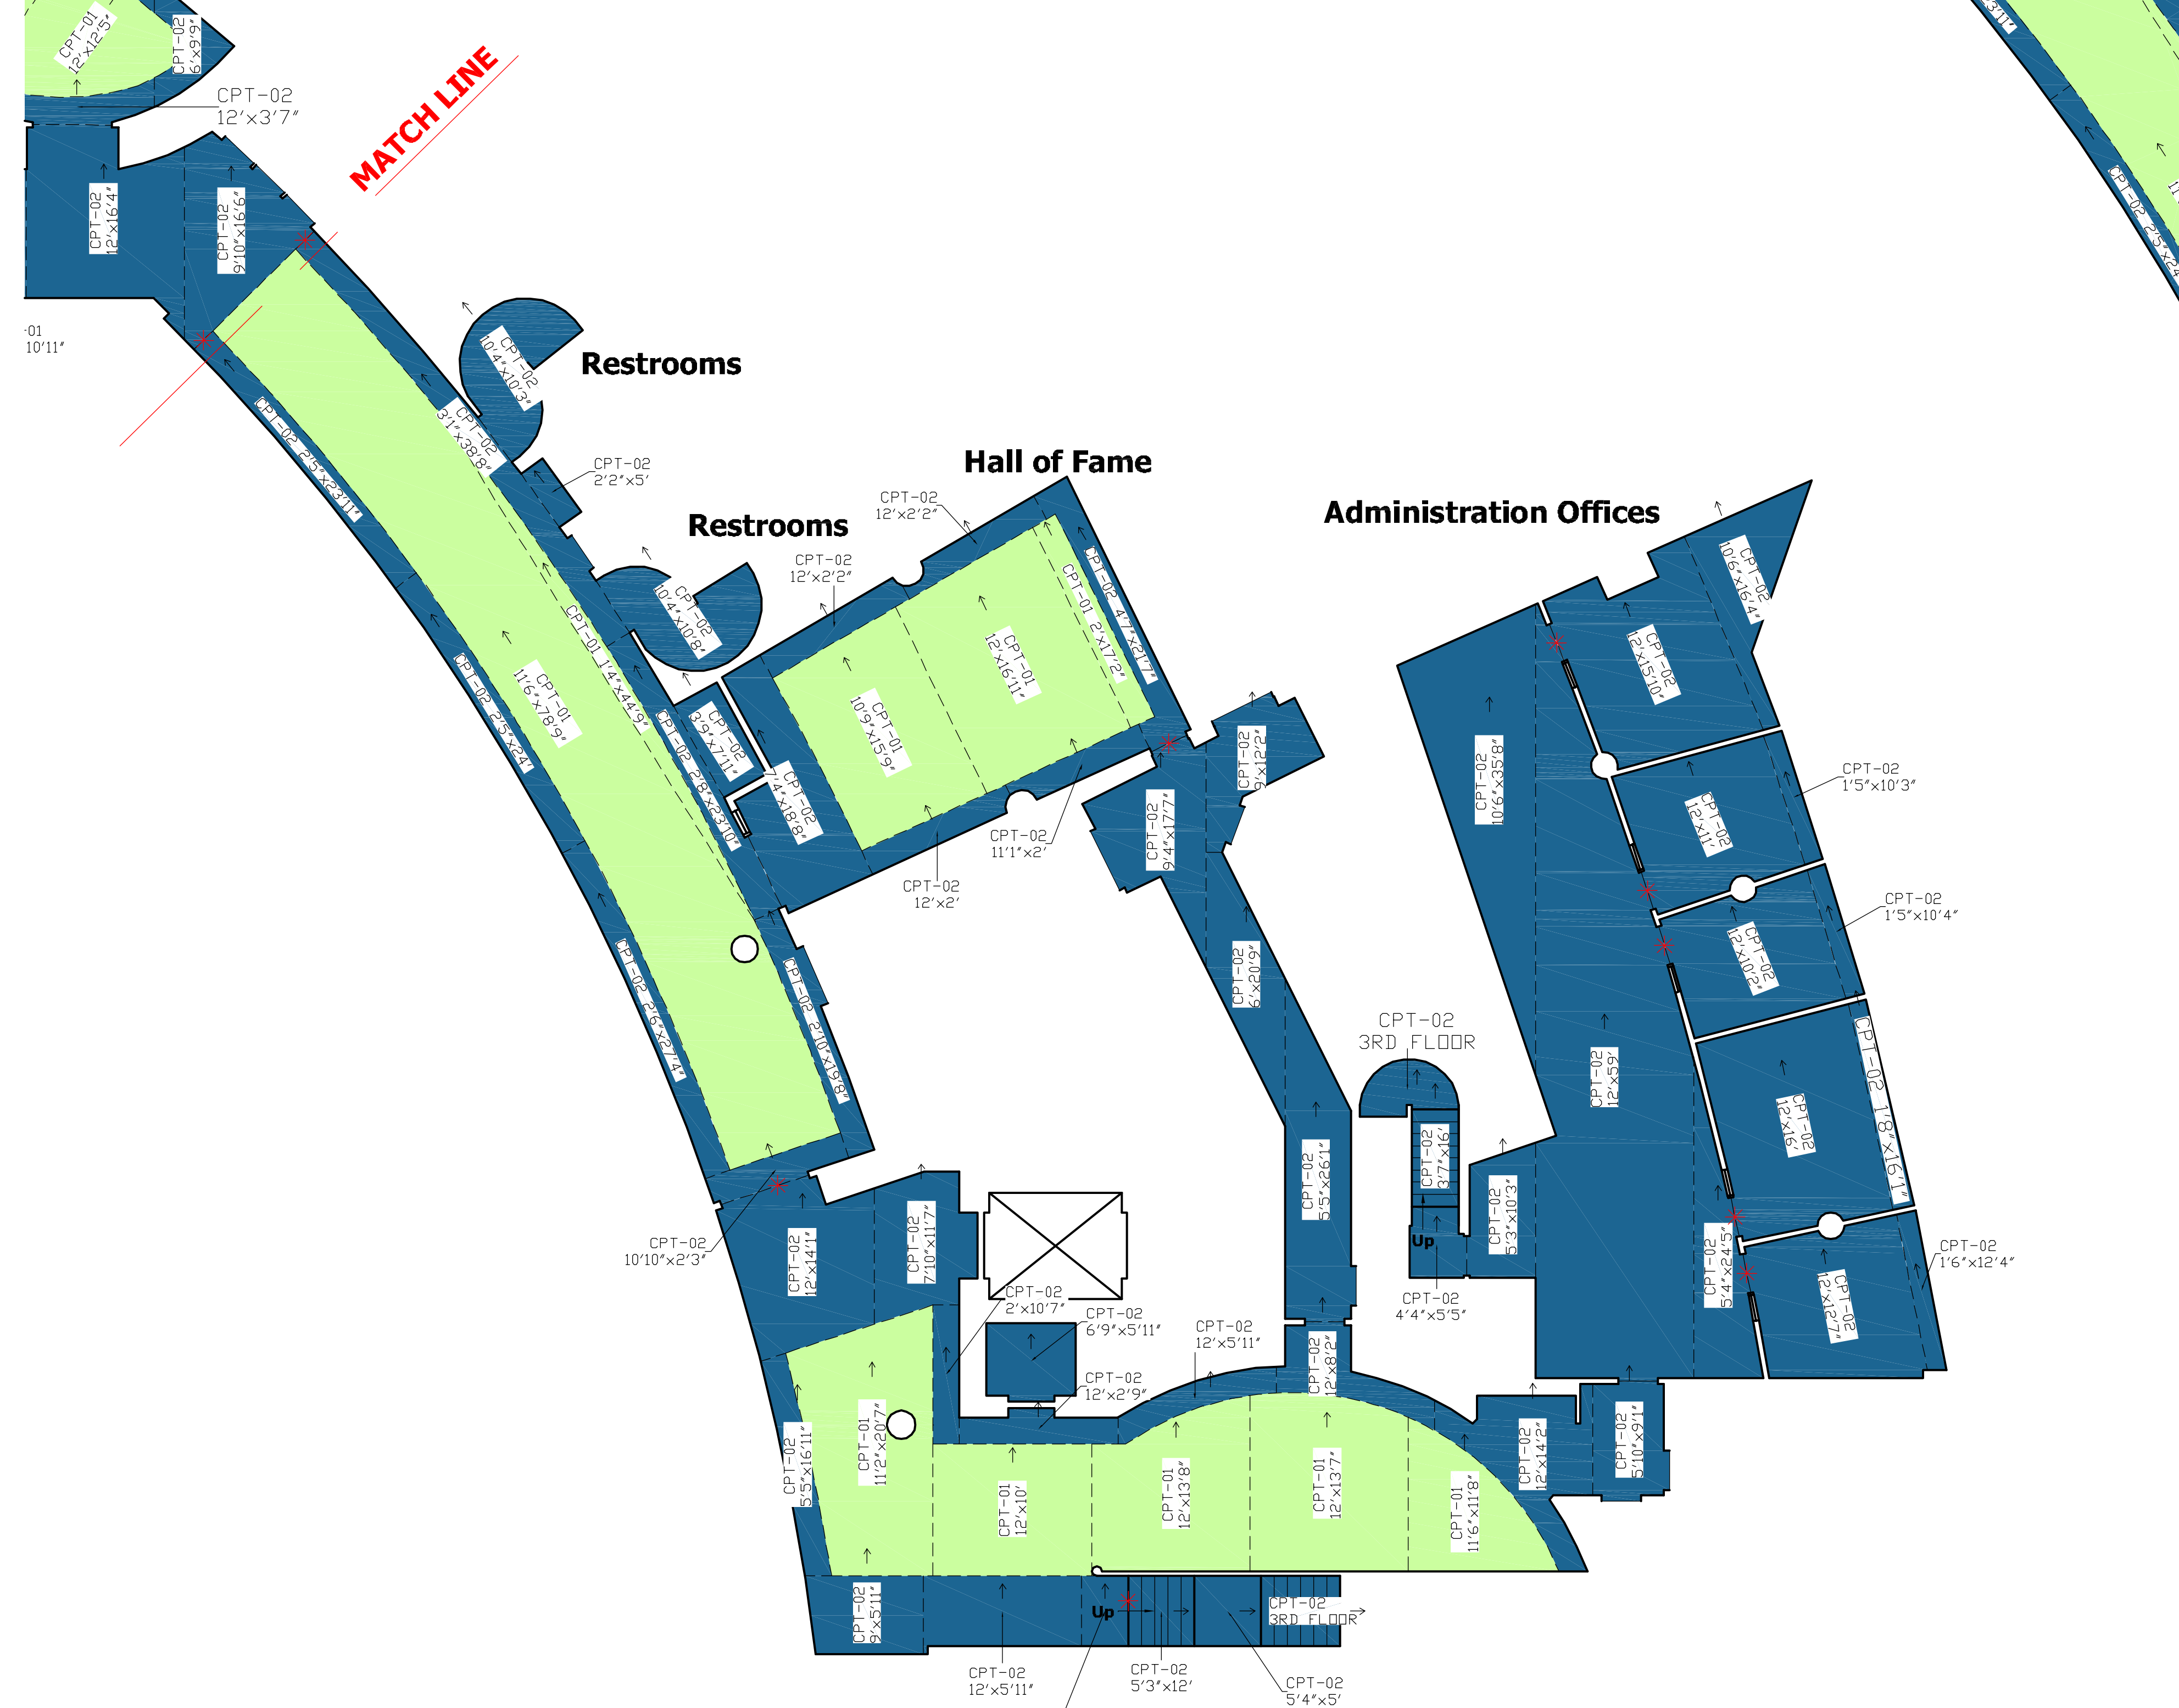 CPT-01
12'x12'5"
CPT-02
6'x9'9"
CPT-02
12'x3'7"
MATCH LINE
CPT-02
12'x16'4"
CPT-02
9'10"x16'6"
-01
10'11"
CPT-02
10'4"x10'3"
Restrooms
CPT-02 2'5"x23'11"
CPT-02
3'1"x38'8"
CPT-02
2'2"x5'
Restrooms
CPT-02
10'4"x10'8"
Hall of Fame
CPT-02
12'x2'2"
CPT-02
12'x2'2"
CPT-01 2'x17'2"
CPT-02 4'7"x21'7"
CPT-01
12'x16'11"
CPT-01
10'9"x15'9"
CPT-01 1'4"x44'9"
CPT-01
11'6"x78'9"
CPT-02 2'5"x24'
CPT-02 2'8"x23'10"
CPT-02
3'9"x7'11"
CPT-02
7'4"x18'8"
CPT-02
11'1"x2'
CPT-02
12'x2'
CPT-02
9'x12'2"
CPT-02
9'4"x17'7"
CPT-02
6'x20'9"
CPT-02 2'6"x27'4"
CPT-02 2'10"x19'8"
Administration Offices
CPT-02
10'6"x16'4"
CPT-02
12'x15'10"
CPT-02
10'6"x35'8"
CPT-02
12'x11'
CPT-02
1'5"x10'3"
CPT-02
12'x10'2"
CPT-02
1'5"x10'4"
CPT-02
12'x59'
CPT-02
12'x16'
CPT-02 1'8"x16'1"
CPT-02
3RD FLOOR
CPT-02
3'7"x16'
CPT-02
5'3"x10'3"
Up
CPT-02
4'4"x5'5"
CPT-02
5'4"x24'5"
CPT-02
12'x12'7"
CPT-02
1'6"x12'4"
CPT-02
5'5"x26'1"
CPT-02
10'10"x2'3"
CPT-02
12'x14'1"
CPT-02
7'10"x11'7"
CPT-02
2'x10'7"
CPT-02
6'9"x5'11"
CPT-02
12'x2'9"
CPT-02
12'x5'11"
CPT-02
12'x8'2"
CPT-02
5'5"x16'11"
CPT-01
11'2"x20'7"
CPT-01
12'x10'
CPT-01
12'x13'8"
CPT-01
12'x13'7"
CPT-01
11'6"x11'8"
CPT-02
12'x14'2"
CPT-02
5'10"x9'1"
CPT-02
9'x5'11"
Up
CPT-02
3RD FLOOR
CPT-02
12'x5'11"
CPT-02
5'3"x12'
CPT-02
5'4"x5'